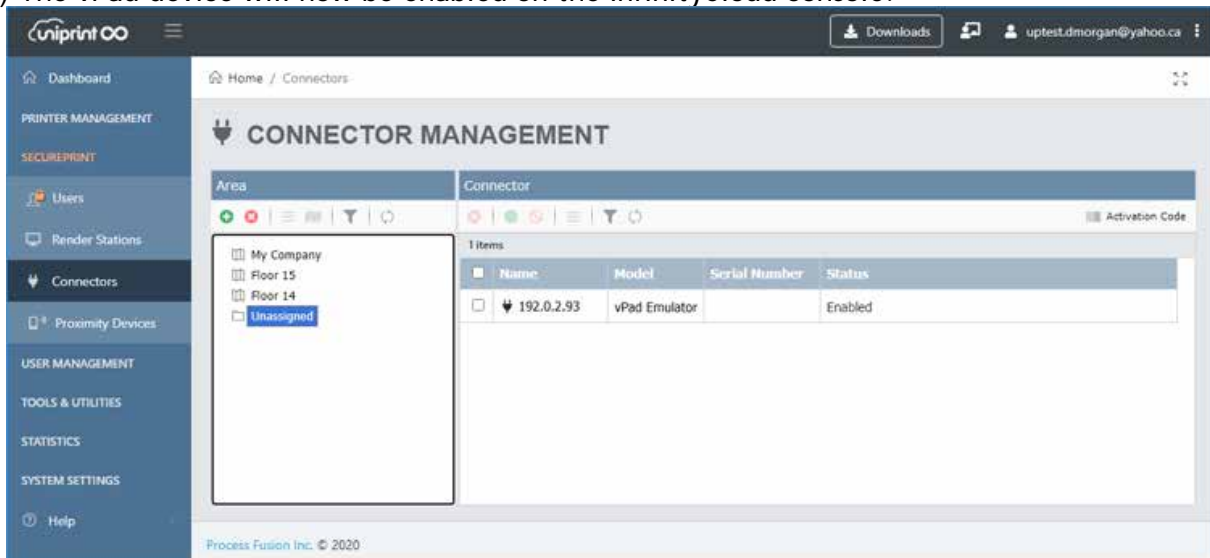 The vPad device will now be enabled on the InfinityCloud console.
uniprint
Downloads
uptest.dmorgan@yahoo.ca
Dashboard
Home / Connectors
PRINTER MANAGEMENT
CONNECTOR MANAGEMENT
SECUREPRINT
Area
Connector
Users
Activation Code
Render Stations
My Company
1 items
Floor 15
Name Model Serial Number Status
Connectors
Floor 14
192.0.2.93 vPad Emulator Enabled
Unassigned
Proximity Devices
USER MANAGEMENT
TOOLS & UTILITIES
STATISTICS
SYSTEM SETTINGS
Help
Process Fusion Inc. © 2020